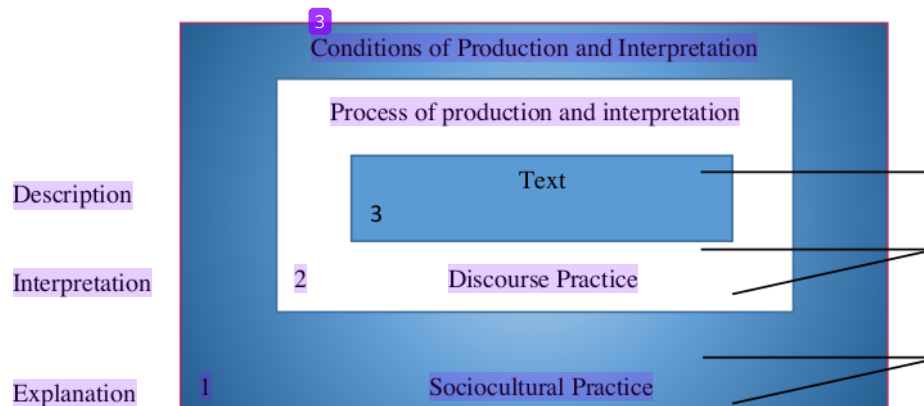 3
Conditions of Production and Interpretation
Process of production and interpretation
Text
Description
3
Interpretation
2
Discourse Practice
Explanation
1
Sociocultural Practice